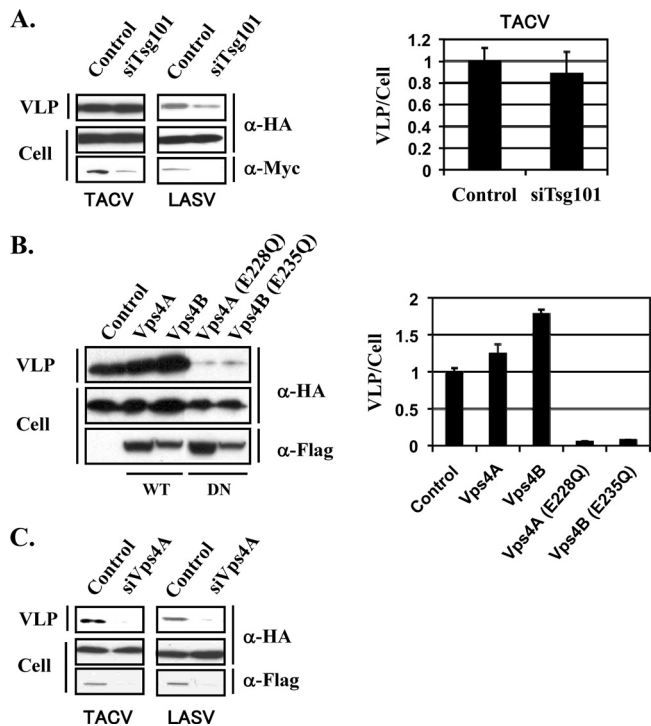 A.
Control
siTsg101
Control
siTsg101
VLP
Cell
α-HA
α-Myc
TACV
LASV
TACV
VLP/Cell
1.2
1
0.8
0.6
0.4
0.2
0
Control
siTsg101
B.
Control
Vps4A
Vps4B
Vps4A (E228Q)
Vps4B (E235Q)
VLP
Cell
α-HA
α-Flag
WT
DN
VLP/Cell
2
1.5
1
0.5
0
Control
Vps4A
Vps4B
Vps4A (E228Q)
Vps4B (E235Q)
C.
Control
siVps4A
Control
siVps4A
VLP
Cell
α-HA
α-Flag
TACV
LASV